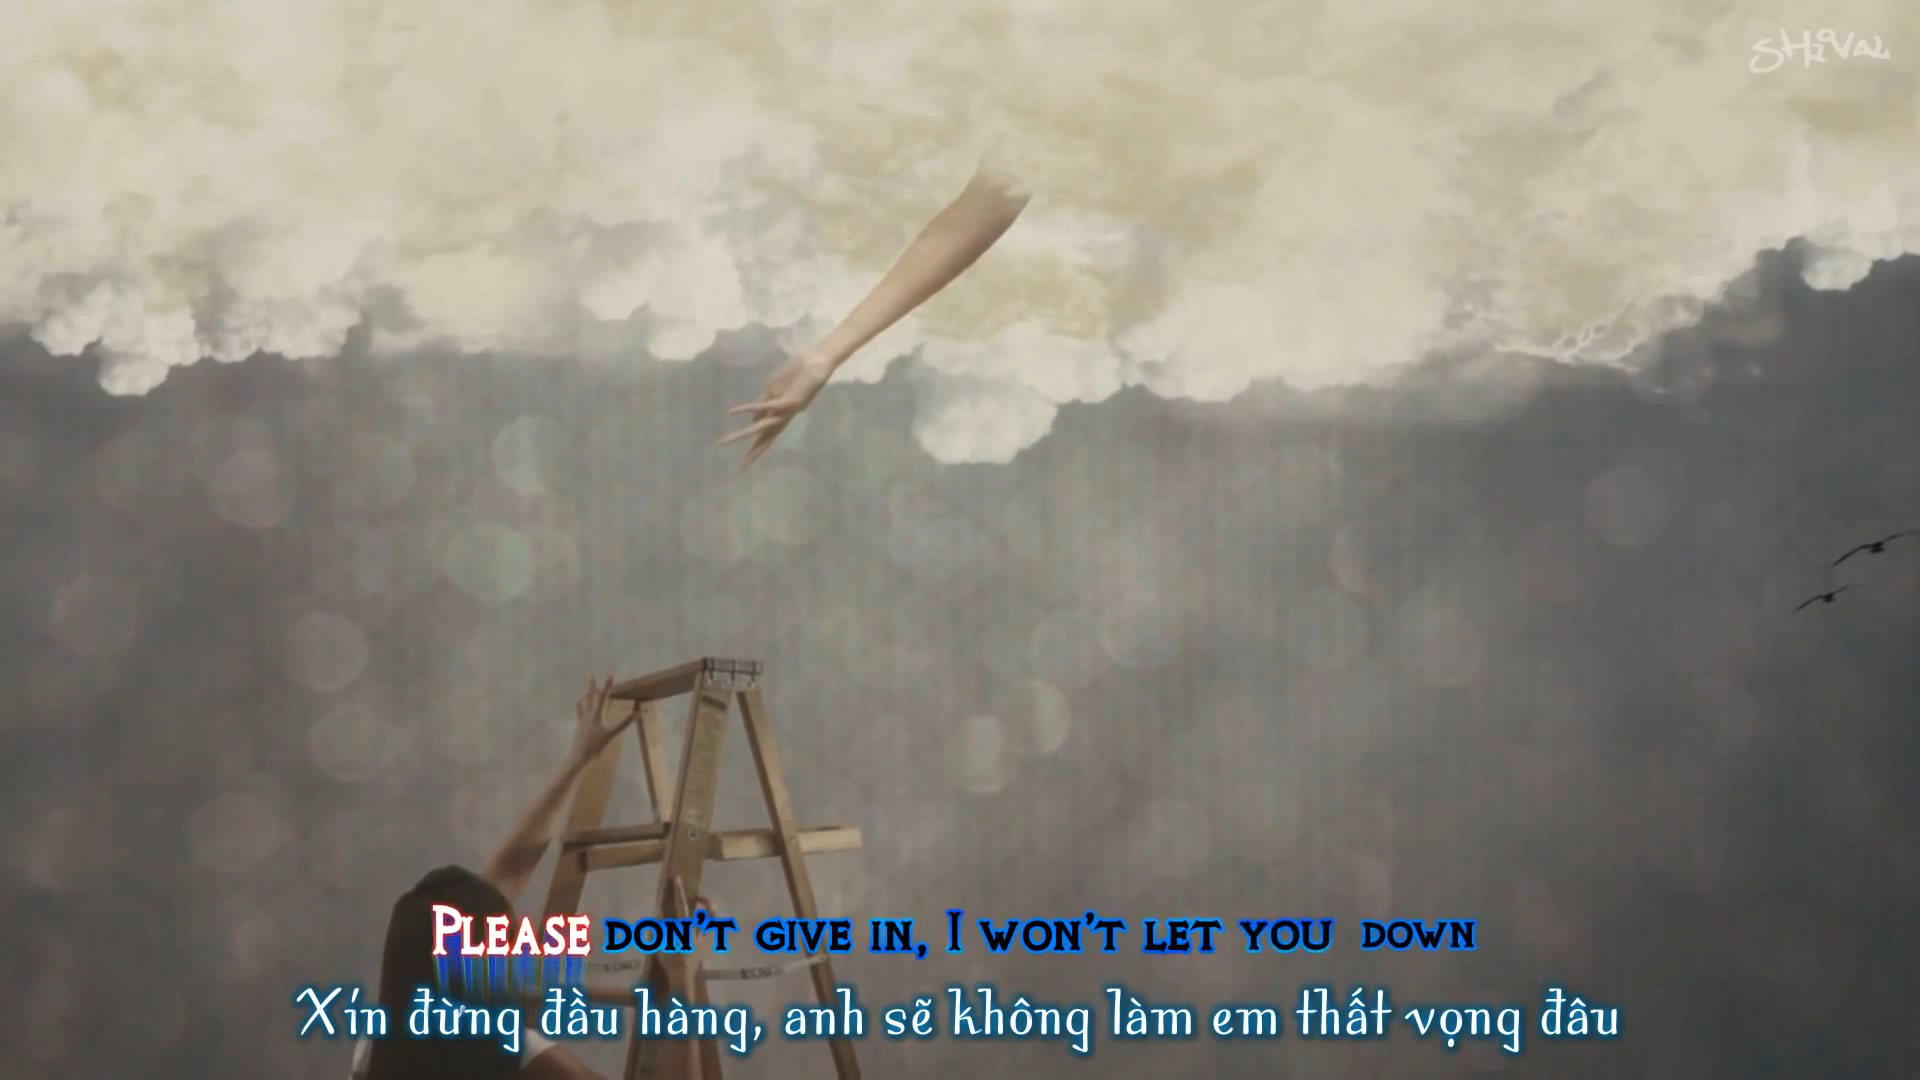 SHIVAL
PLEASE DON'T GIVE IN, I WON'T LET YOU DOWN
Xin đừng đầu hàng, anh sẽ không làm em thất vọng đâu